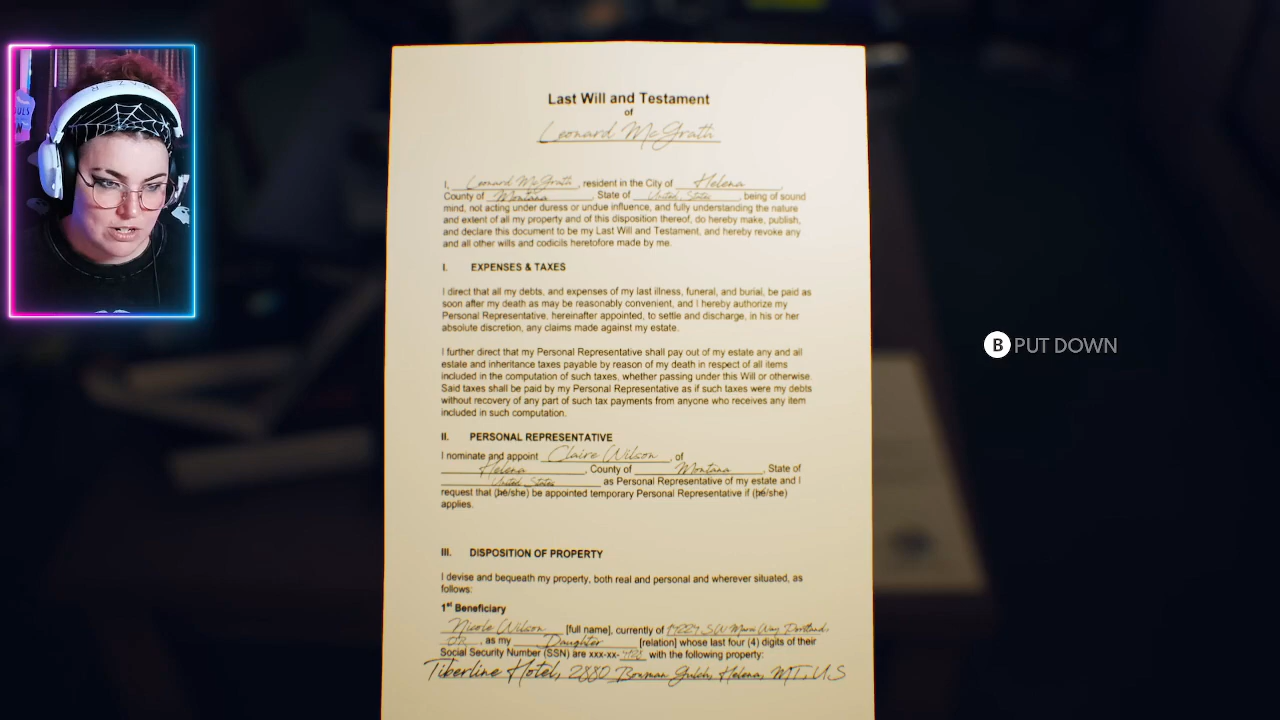 Last Will and Testament
of
Leonard McGrath
I, Leonard McGrath, resident in the City of Helena,
County of Montana, State of United States, being of sound
mind, not acting under duress or undue influence, and fully understanding the nature
and extent of all my property and of this disposition thereof, do hereby make, publish,
and declare this document to be my Last Will and Testament, and hereby revoke any
and all other wills and codicils heretofore made by me.
I. EXPENSES & TAXES
I direct that all my debts, and expenses of my last illness, funeral, and burial, be paid as
soon after my death as may be reasonably convenient, and I hereby authorize my
Personal Representative, hereinafter appointed, to settle and discharge, in his or her
absolute discretion, any claims made against my estate.
I further direct that my Personal Representative shall pay out of my estate any and all
estate and inheritance taxes payable by reason of my death in respect of all items
included in the computation of such taxes, whether passing under this Will or otherwise.
Said taxes shall be paid by my Personal Representative as if such taxes were my debts
without recovery of any part of such tax payments from anyone who receives any item
included in such computation.
II. PERSONAL REPRESENTATIVE
I nominate and appoint Claire Wilson, of
Helena, County of Montana, State of
United States as Personal Representative of my estate and I
request that (he/she) be appointed temporary Personal Representative if (he/she)
applies.
III. DISPOSITION OF PROPERTY
I devise and bequeath my property, both real and personal and wherever situated, as
follows:
1st Beneficiary
Nicole Wilson [full name], currently of SW Way Portland,
OR, as my Daughter [relation] whose last four (4) digits of their
Social Security Number (SSN) are xxx-xx- with the following property:
Tiberline Hotel, 2880 Bowman Gulch, Helena, MT, US
B PUT DOWN